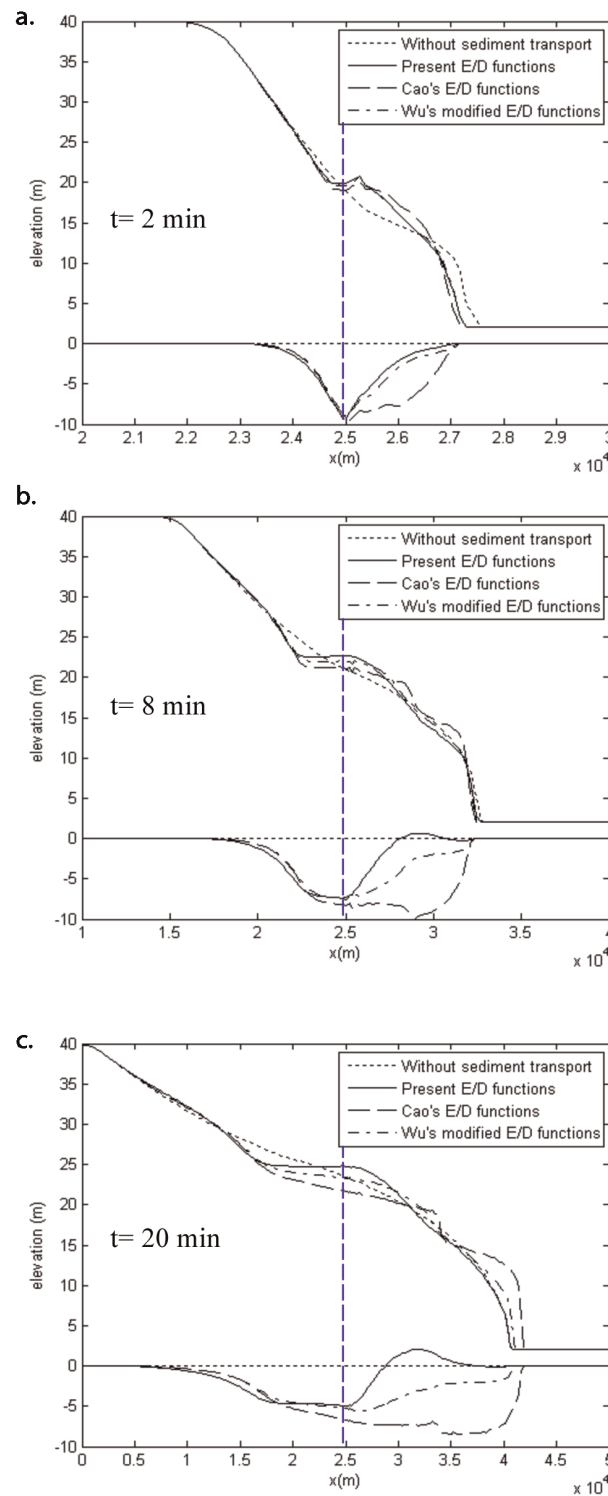 a.
Without sediment transport
Present E/D functions
Cao's E/D functions
Wu's modified E/D functions
40
35
30
25
20
15
10
5
0
-5
-10
elevation (m)
t= 2 min
2 2.1 2.2 2.3 2.4 2.5 2.6 2.7 2.8 2.9
x(m)
x 10
b.
Without sediment transport
Present E/D functions
Cao's E/D functions
Wu's modified E/D functions
40
35
30
25
20
15
10
5
0
-5
-10
elevation (m)
t= 8 min
1 1.5 2 2.5 3 3.5
x(m)
x 10
c.
Without sediment transport
Present E/D functions
Cao's E/D functions
Wu's modified E/D functions
40
35
30
25
20
15
10
5
0
-5
-10
elevation (m)
t= 20 min
0 0.5 1 1.5 2 2.5 3 3.5 4 4.5
x(m)
x 10